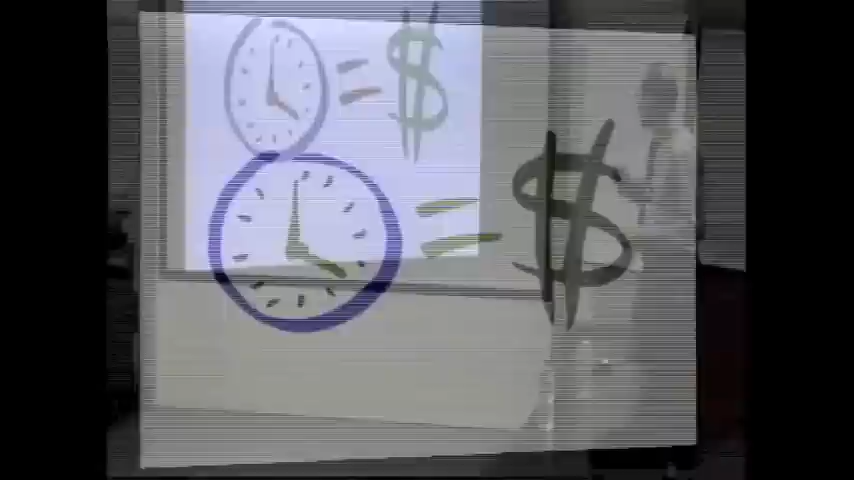 = $
= $